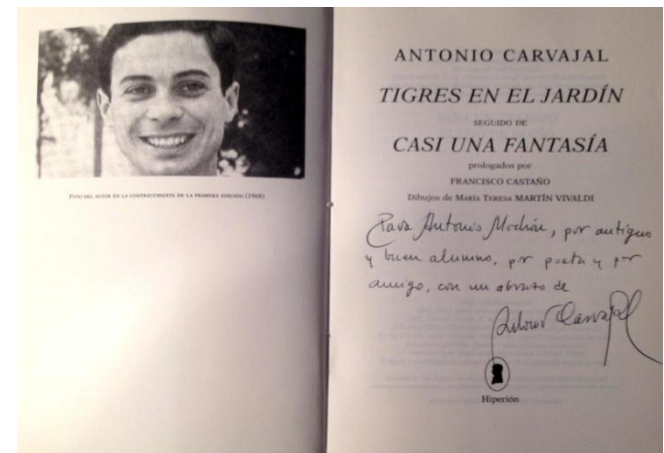 FOTO DEL AUTOR EN LA CONTRACUBIERTA DE LA PRIMERA EDICIÓN (1968)
ANTONIO CARVAJAL
TIGRES EN EL JARDÍN
SEGUIDO DE
CASI UNA FANTASÍA
prologados por
FRANCISCO CASTAÑO
Dibujos de MARÍA TERESA MARTÍN VIVALDI
Para Antonio Mochón, por antiguo
y buen alumno, por poeta y por
amigo, con un abrazo de
Antonio Carvajal
Hiperión